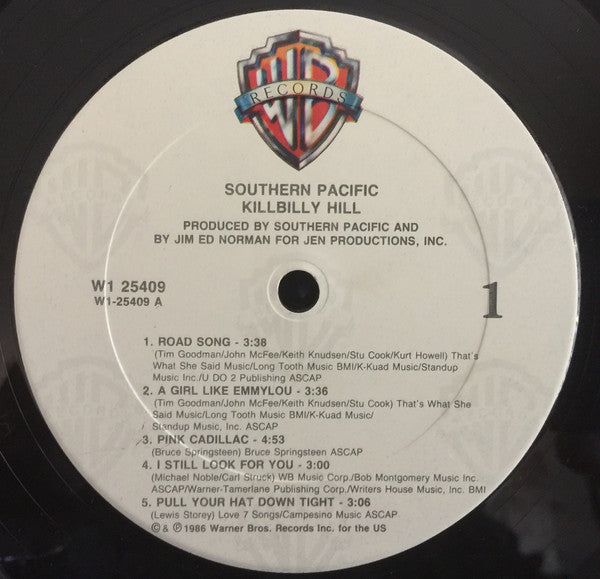 WB
RECORDS
SOUTHERN PACIFIC
KILLBILLY HILL
PRODUCED BY SOUTHERN PACIFIC AND
BY JIM ED NORMAN FOR JEN PRODUCTIONS, INC.
W1 25409
W1-25409 A
1
1. ROAD SONG - 3:38
(Tim Goodman/John McFee/Keith Knudsen/Stu Cook/Kurt Howell) That's
What She Said Music/Long Tooth Music BMI/K-Kuad Music/Standup
Music Inc./U DO 2 Publishing ASCAP
2. A GIRL LIKE EMMYLOU - 3:36
(Tim Goodman/John McFee/Keith Knudsen/Stu Cook) That's What She
Said Music/Long Tooth Music BMI/K-Kuad Music/
Standup Music, Inc. ASCAP
3. PINK CADILLAC - 4:53
(Bruce Springsteen) Bruce Springsteen ASCAP
4. I STILL LOOK FOR YOU - 3:00
(Michael Noble/Carl Struck) WB Music Corp./Bob Montgomery Music Inc.
ASCAP/Warner-Tamerlane Publishing Corp./Writers House Music, Inc. BMI
5. PULL YOUR HAT DOWN TIGHT - 3:06
(Lewis Storey) Love 7 Songs/Campesino Music ASCAP
© & ℗ 1986 Warner Bros. Records Inc. for the US